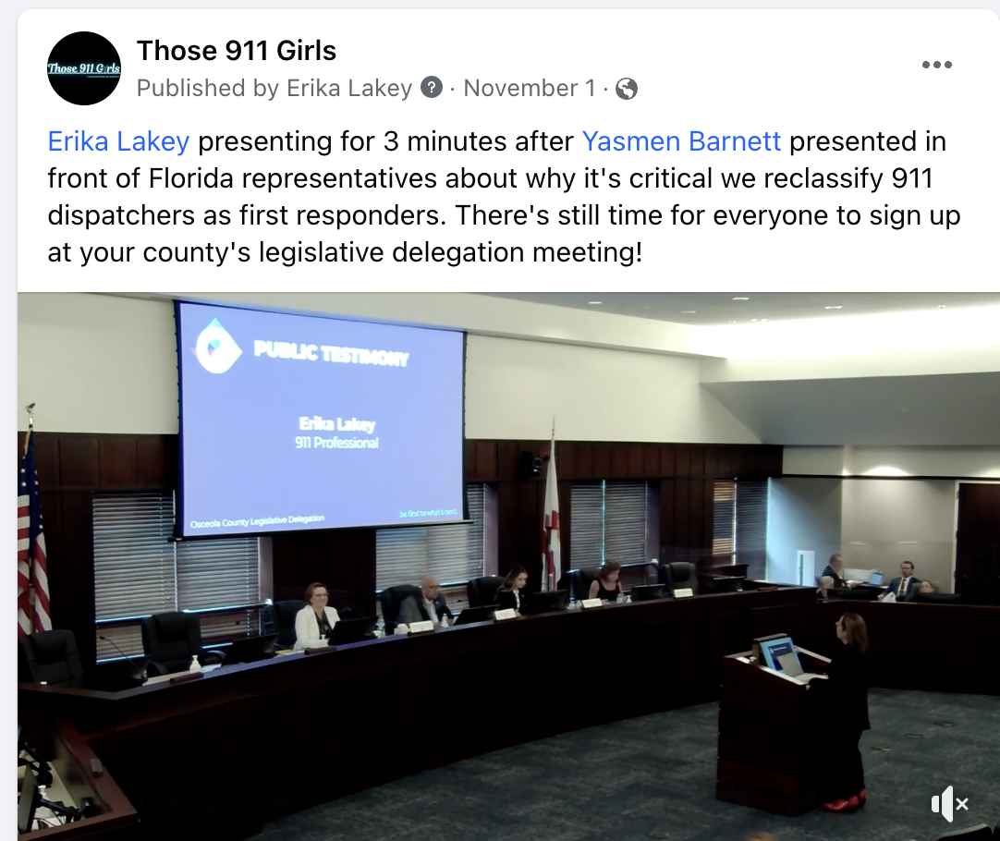 Those 911 Girls
Those 911 Girls
Published by Erika Lakey ? · November 1 ·
Erika Lakey presenting for 3 minutes after Yasmen Barnett presented in
front of Florida representatives about why it's critical we reclassify 911
dispatchers as first responders. There's still time for everyone to sign up
at your county's legislative delegation meeting!
PUBLIC TESTIMONY
Erika Lakey
911 Professional
Osceola County Legislative Delegation
be first to what's next.